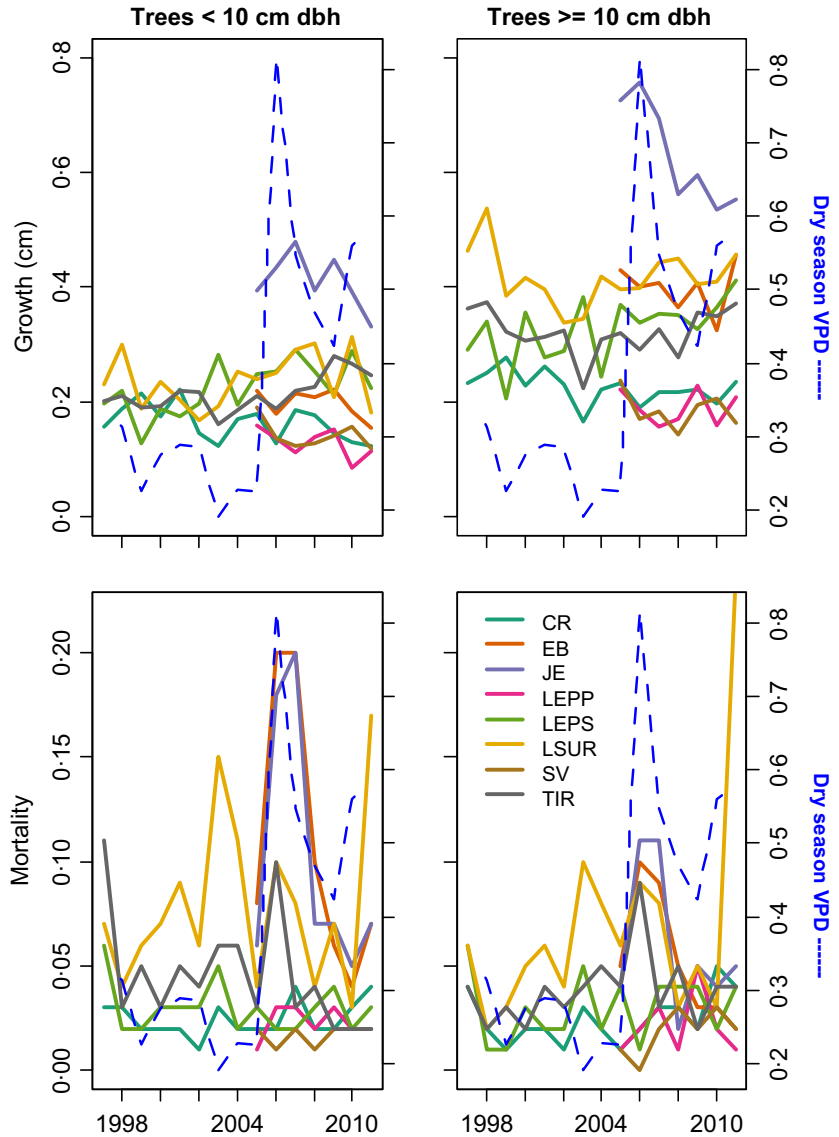 Trees < 10 cm dbh
Trees >= 10 cm dbh
Growth (cm)
0·0 0·2 0·4 0·6 0·8
0·2 0·3 0·4 0·5 0·6 0·7 0·8
Dry season VPD -------
Mortality
0·00 0·05 0·10 0·15 0·20
CR
EB
JE
LEPP
LEPS
LSUR
SV
TIR
0·2 0·3 0·4 0·5 0·6 0·7 0·8
Dry season VPD -------
1998 2004 2010
1998 2004 2010